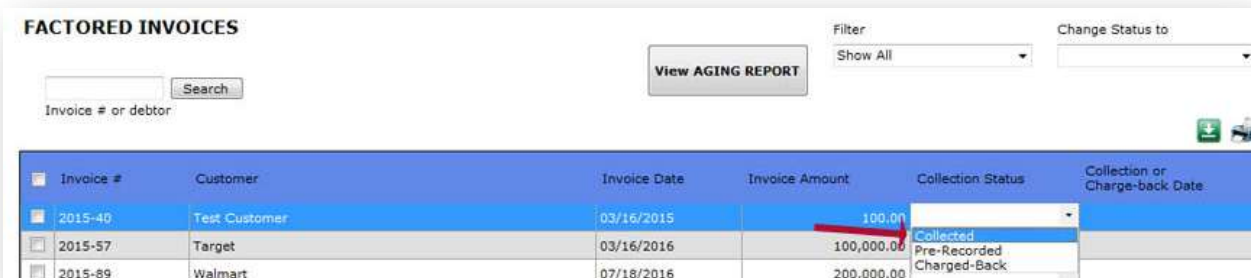 FACTORED INVOICES
Filter
Change Status to
Show All
View AGING REPORT
Search
Invoice # or debtor
Invoice # Customer Invoice Date Invoice Amount Collection Status Collection or
Charge-back Date
2015-40 Test Customer 03/16/2015 100.00
2015-57 Target 03/16/2016 100,000.00
Collected
Pre-Recorded
Charged-Back
2015-89 Walmart 07/18/2016 200,000.00